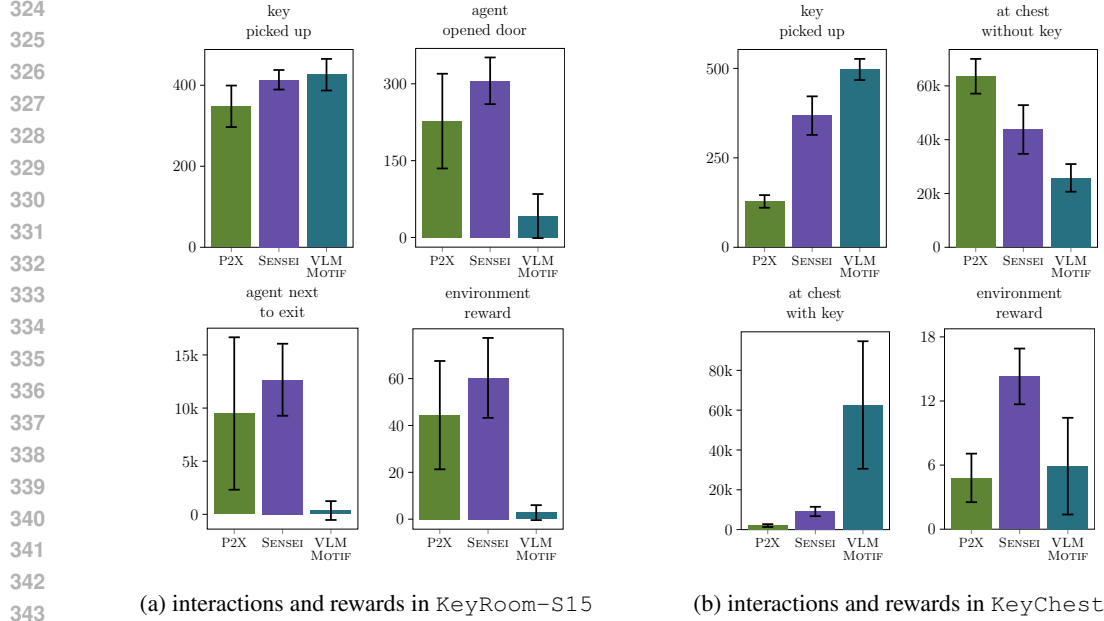 324
325
326
327
328
329
330
331
332
333
334
335
336
337
338
339
340
341
342
343
key
picked up
400
200
0
P2X SENSEI VLM
MOTIF
agent
opened door
300
150
0
P2X SENSEI VLM
MOTIF
agent next
to exit
15k
10k
5k
0
P2X SENSEI VLM
MOTIF
environment
reward
60
40
20
0
P2X SENSEI VLM
MOTIF
(a) interactions and rewards in KeyRoom-S15
key
picked up
500
250
0
P2X SENSEI VLM
MOTIF
at chest
without key
60k
40k
20k
0
P2X SENSEI VLM
MOTIF
at chest
with key
80k
60k
40k
20k
0
P2X SENSEI VLM
MOTIF
environment
reward
18
12
6
0
P2X SENSEI VLM
MOTIF
(b) interactions and rewards in KeyChest